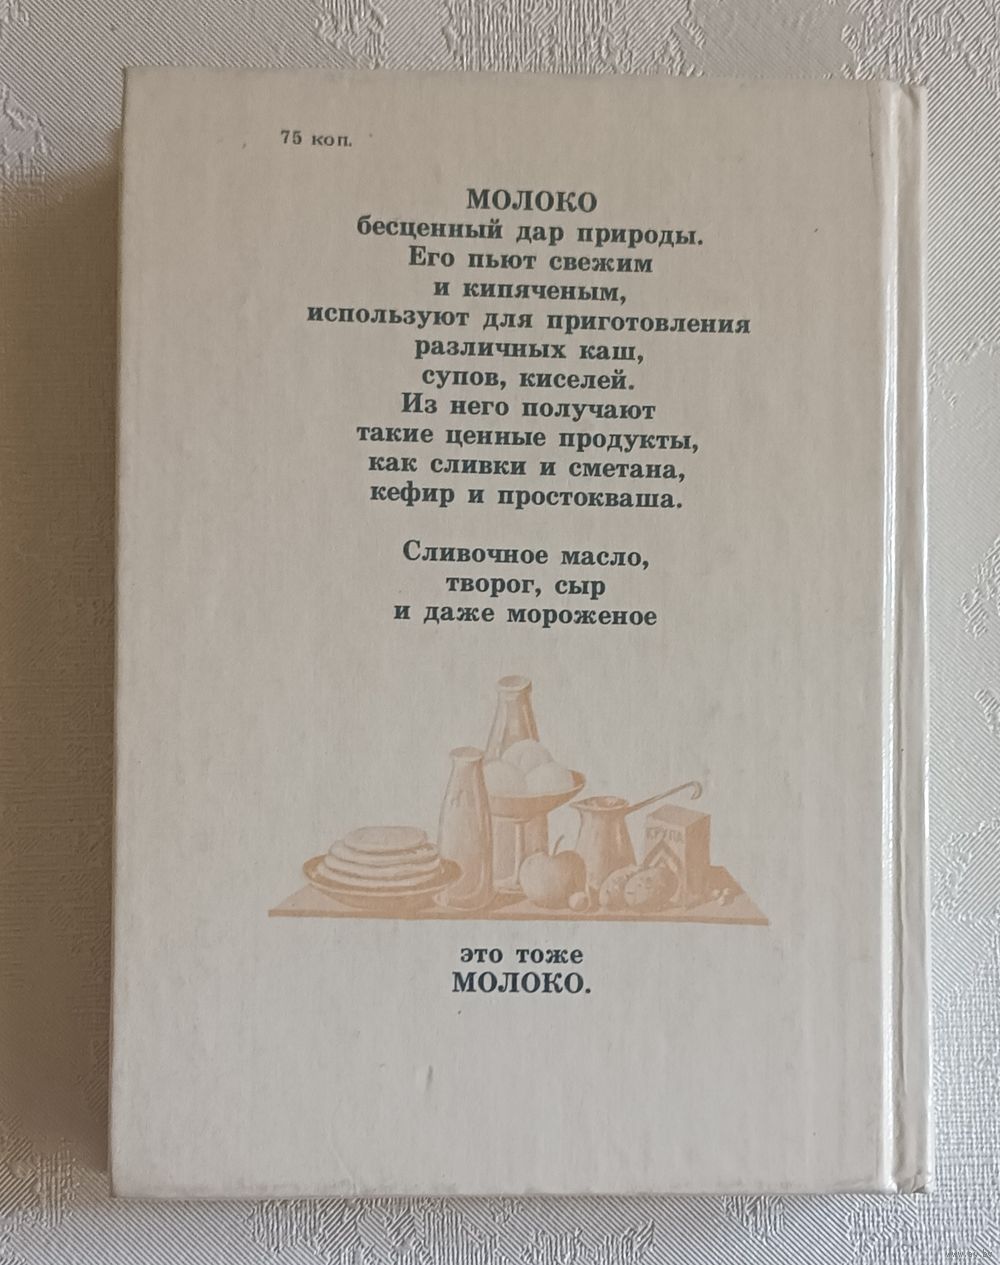 75 коп.
МОЛОКО
бесценный дар природы.
Его пьют свежим
и кипяченым,
используют для приготовления
различных каш,
супов, киселей.
Из него получают
такие ценные продукты,
как сливки и сметана,
кефир и простокваша.
Сливочное масло,
творог, сыр
и даже мороженое
КРУПА
это тоже
МОЛОКО.